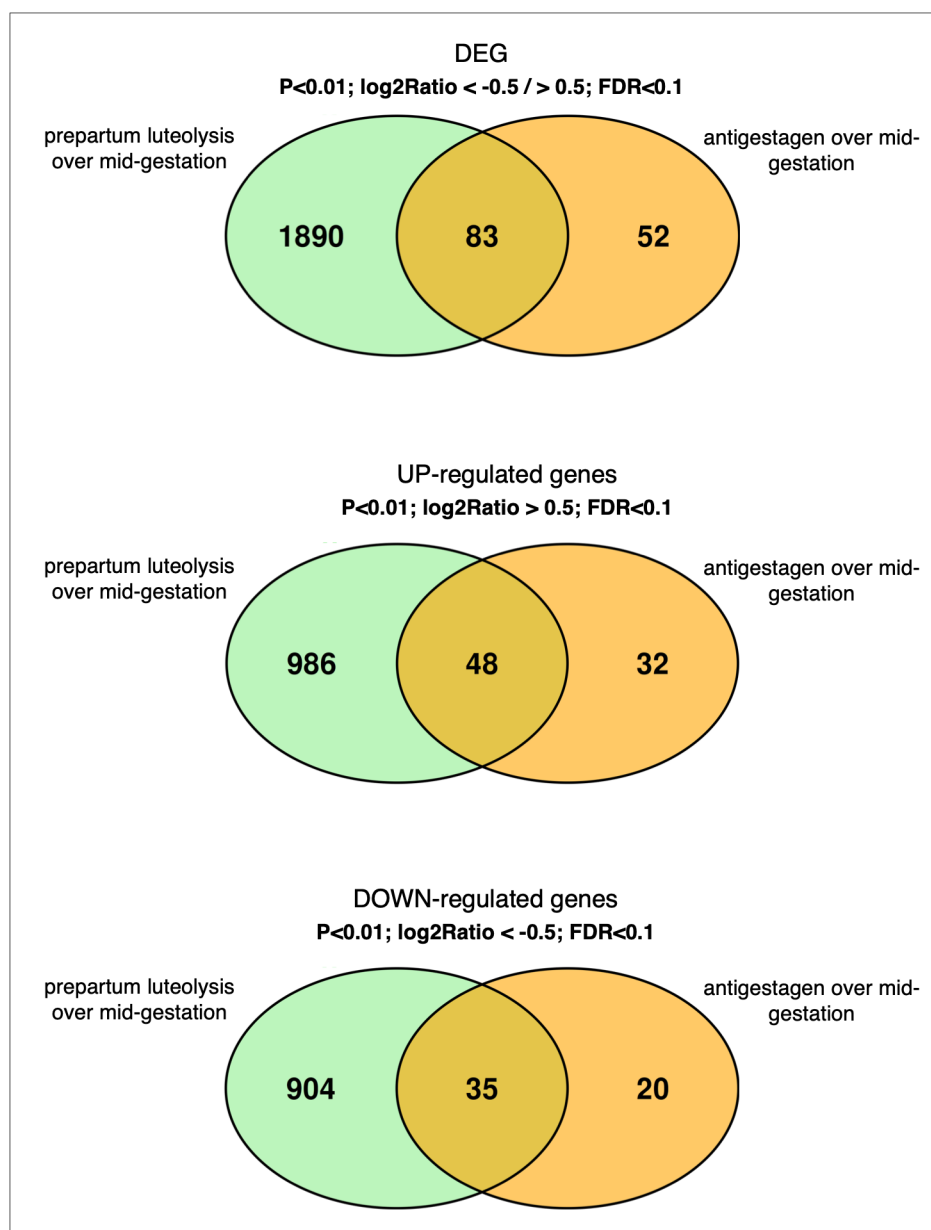 DEG
P<0.01; log2Ratio < -0.5 / > 0.5; FDR<0.1
prepartum luteolysis
over mid-gestation
antigestagen over mid-
gestation
1890
83
52
UP-regulated genes
P<0.01; log2Ratio > 0.5; FDR<0.1
prepartum luteolysis
over mid-gestation
antigestagen over mid-
gestation
986
48
32
DOWN-regulated genes
P<0.01; log2Ratio < -0.5; FDR<0.1
prepartum luteolysis
over mid-gestation
antigestagen over mid-
gestation
904
35
20